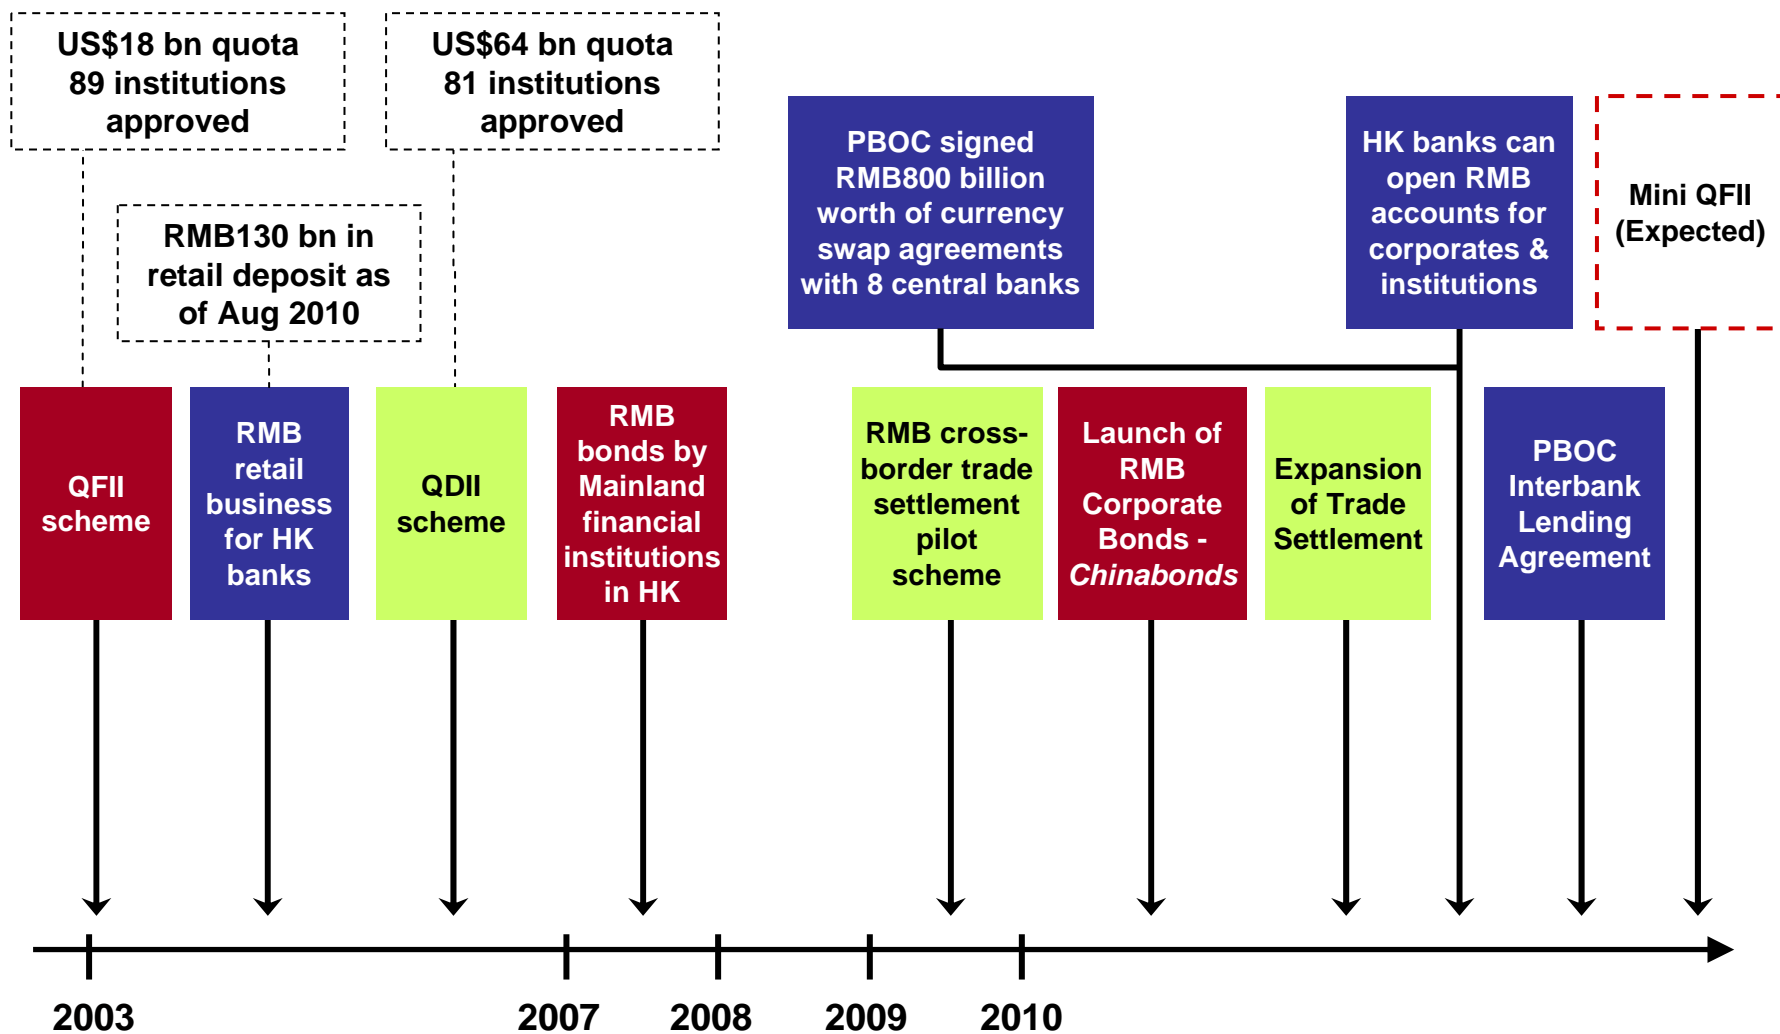 US$18 bn quota
89 institutions
approved
US$64 bn quota
81 institutions
approved
RMB130 bn in
retail deposit as
of Aug 2010
PBOC signed
RMB800 billion
worth of currency
swap agreements
with 8 central banks
HK banks can
open RMB
accounts for
corporates &
institutions
Mini QFII
(Expected)
QFII
scheme
RMB
retail
business
for HK
banks
QDII
scheme
RMB
bonds by
Mainland
financial
institutions
in HK
RMB cross-
border trade
settlement
pilot
scheme
Launch of
RMB
Corporate
Bonds -
Chinabonds
Expansion
of Trade
Settlement
PBOC
Interbank
Lending
Agreement
2003
2007
2008
2009
2010